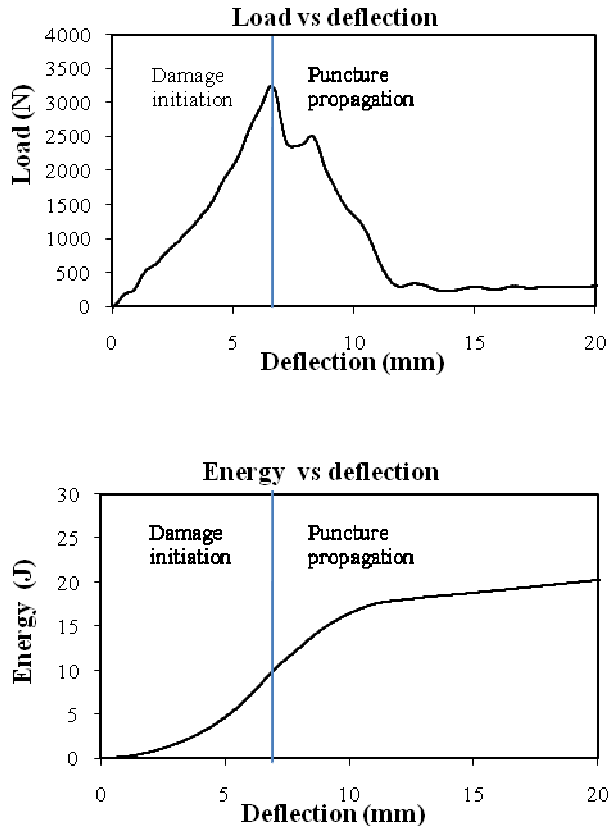 Load vs deflection
4000
3500
3000
2500
2000
1500
1000
500
0
Load (N)
Damage
initiation
Puncture
propagation
0 5 10 15 20
Deflection (mm)
Energy vs deflection
30
25
20
15
10
5
0
Energy (J)
Damage
initiation
Puncture
propagation
0 5 10 15 20
Deflection (mm)